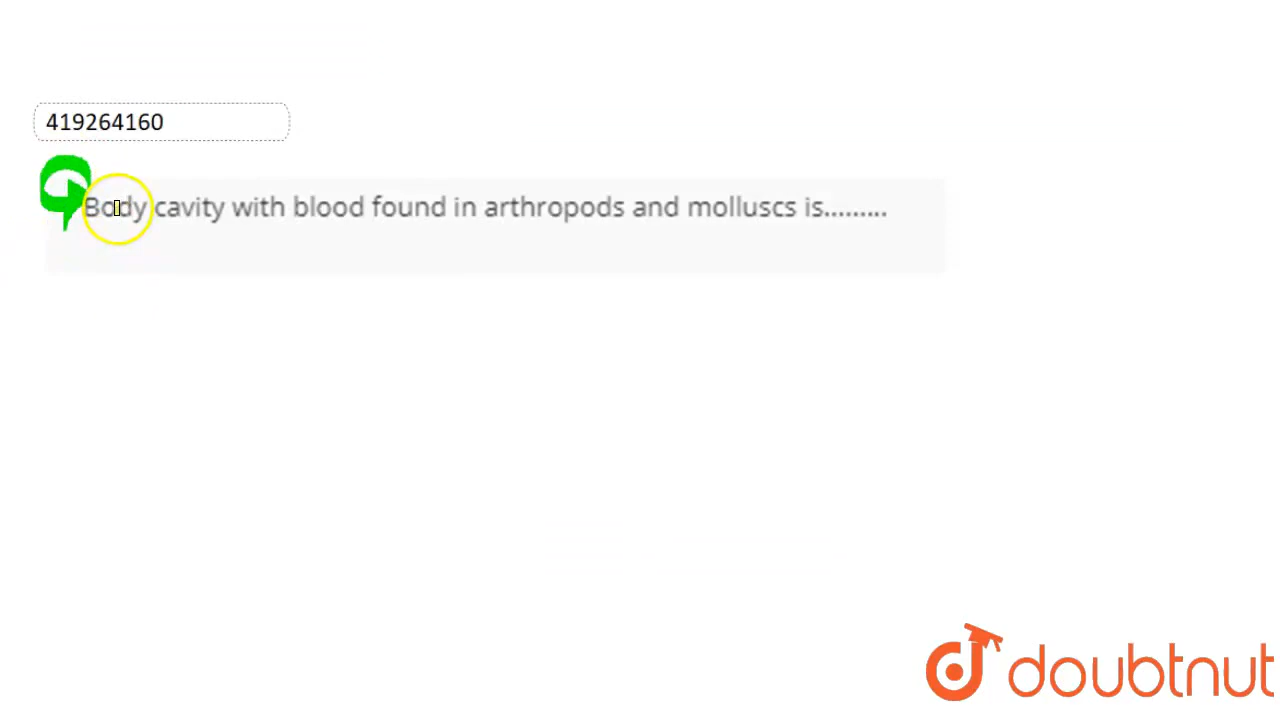 419264160
Body cavity with blood found in arthropods and molluscs is.........
doubtnut